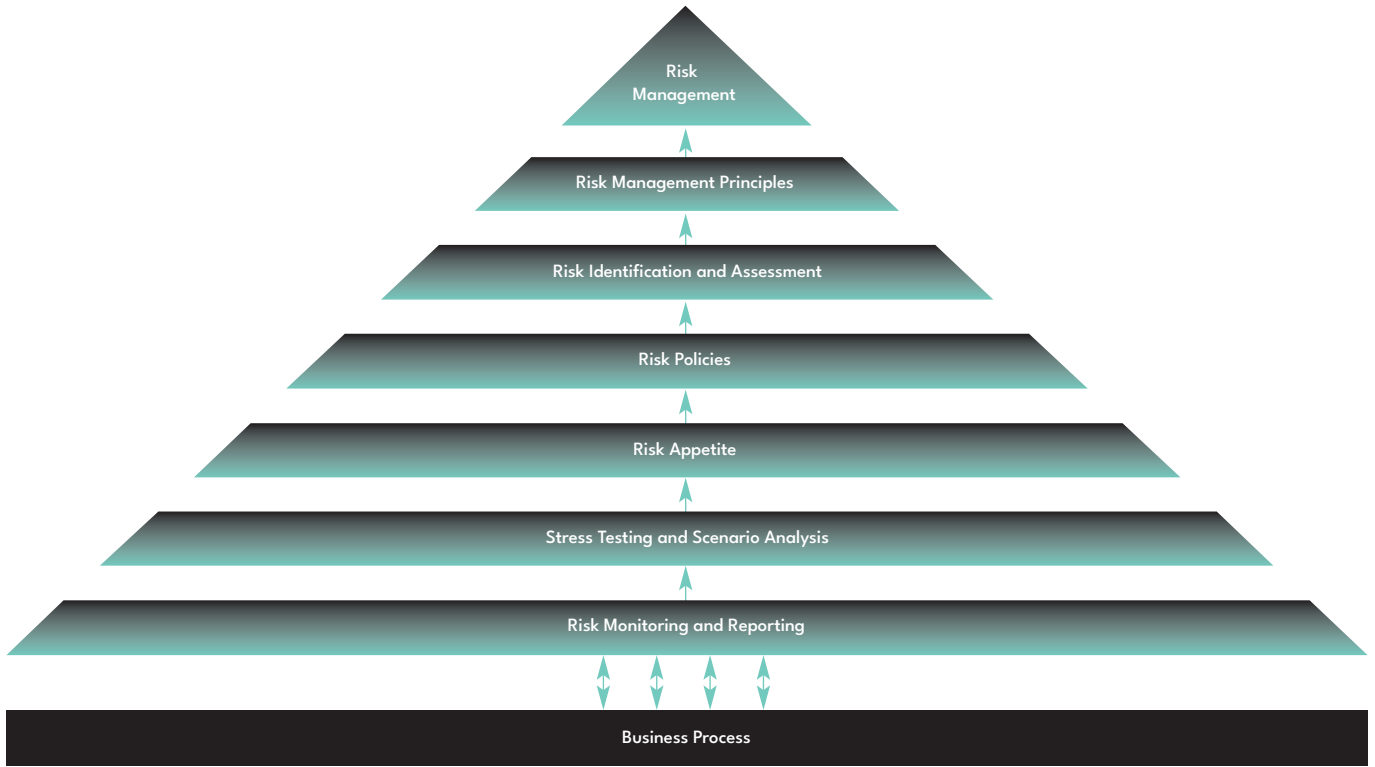 Risk
Management
Risk Management Principles
Risk Identification and Assessment
Risk Policies
Risk Appetite
Stress Testing and Scenario Analysis
Risk Monitoring and Reporting
Business Process